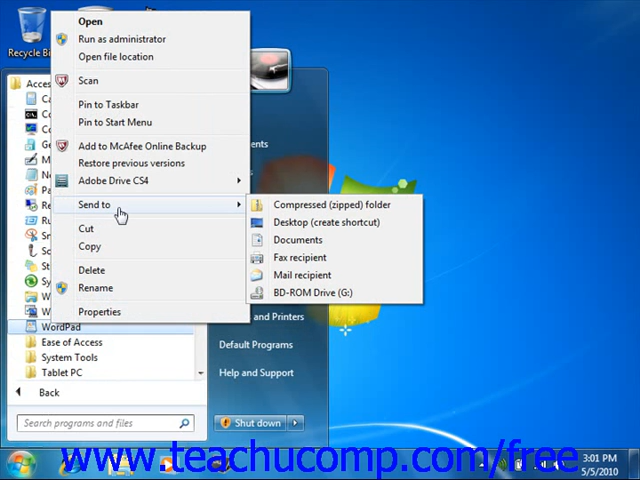 Recycle Bi
Open
Run as administrator
Open file location
Scan
Pin to Taskbar
Pin to Start Menu
Add to McAfee Online Backup
Restore previous versions
Adobe Drive CS4
Send to
Cut
Copy
Delete
Rename
Properties
Compressed (zipped) folder
Desktop (create shortcut)
Documents
Fax recipient
Mail recipient
BD-ROM Drive (G:)
Acces
WordPad
Ease of Access
System Tools
Tablet PC
Back
Search programs and files
ents
and Printers
Default Programs
Help and Support
Shut down
www.teachucomp.com/free
3:01 PM
5/5/2010